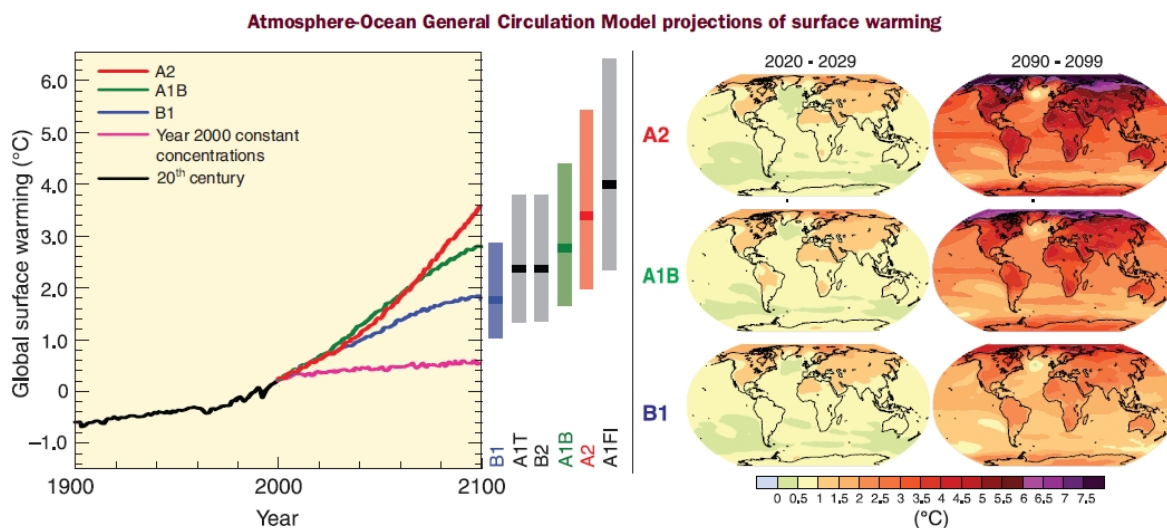 Atmosphere-Ocean General Circulation Model projections of surface warming
6.0
5.0
4.0
3.0
2.0
1.0
0
–1.0
Global surface warming (°C)
A2
A1B
B1
Year 2000 constant
concentrations
20th century
1900
2000
2100
Year
B1
A1T
B2
A1B
A2
A1FI
2020 - 2029
2090 - 2099
A2
A1B
B1
0 0.5 1 1.5 2 2.5 3 3.5 4 4.5 5 5.5 6 6.5 7 7.5
(°C)